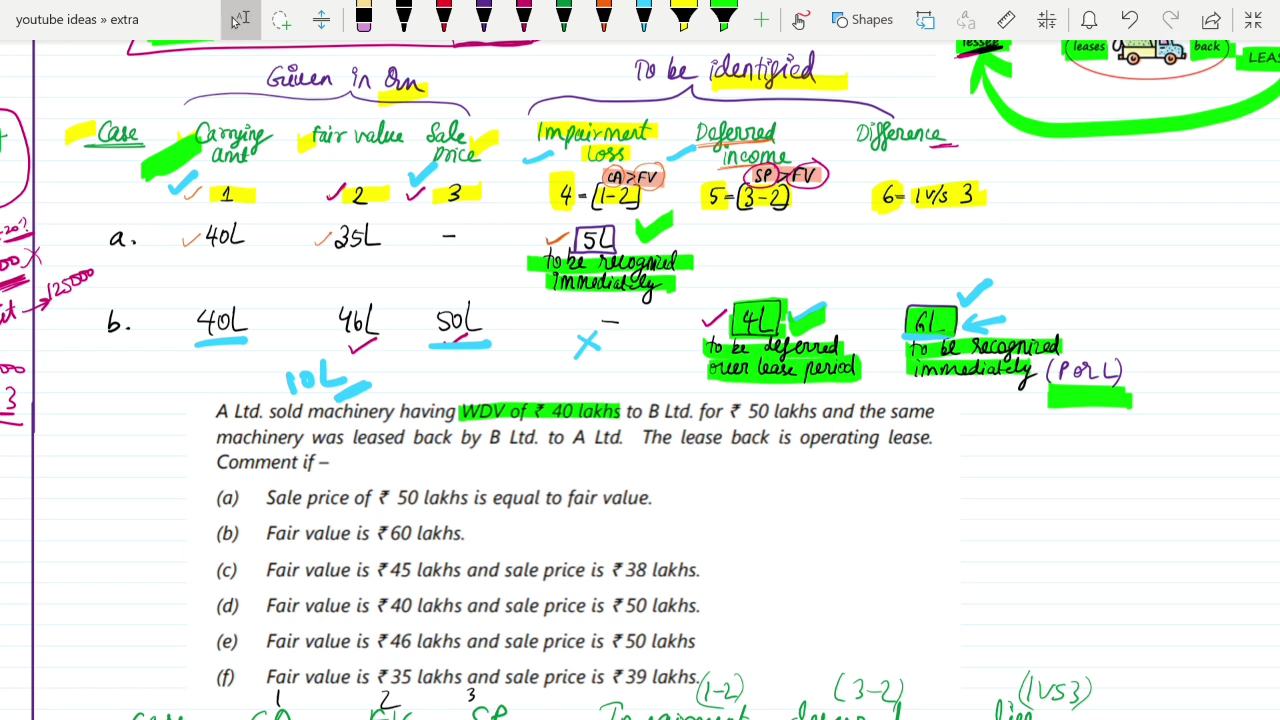 youtube ideas » extra
Shapes
lessee
leases
back
LEAS
Given in Qn
To be identified
Case
Carrying amt
fair value
Sale Price
Impairment Loss
Deferred income
Difference
CA>FV
SP>FV
1
2
3
4 = [1-2]
5 = [3-2]
6 = 1 v/s 3
a. 40L 35L - 5L
to be recognized
immediately
125000
b. 40L 46L 50L - 4L 6L
to be deferred
over lease period
to be recognized
immediately (P or L)
10L
3
A Ltd. sold machinery having WDV of ₹ 40 lakhs to B Ltd. for ₹ 50 lakhs and the same
machinery was leased back by B Ltd. to A Ltd. The lease back is operating lease.
Comment if –
(a) Sale price of ₹ 50 lakhs is equal to fair value.
(b) Fair value is ₹ 60 lakhs.
(c) Fair value is ₹ 45 lakhs and sale price is ₹ 38 lakhs.
(d) Fair value is ₹ 40 lakhs and sale price is ₹ 50 lakhs.
(e) Fair value is ₹ 46 lakhs and sale price is ₹ 50 lakhs
(f) Fair value is ₹ 35 lakhs and sale price is ₹ 39 lakhs.
1 2 3 (1-2) (3-2) (1 VS 3)